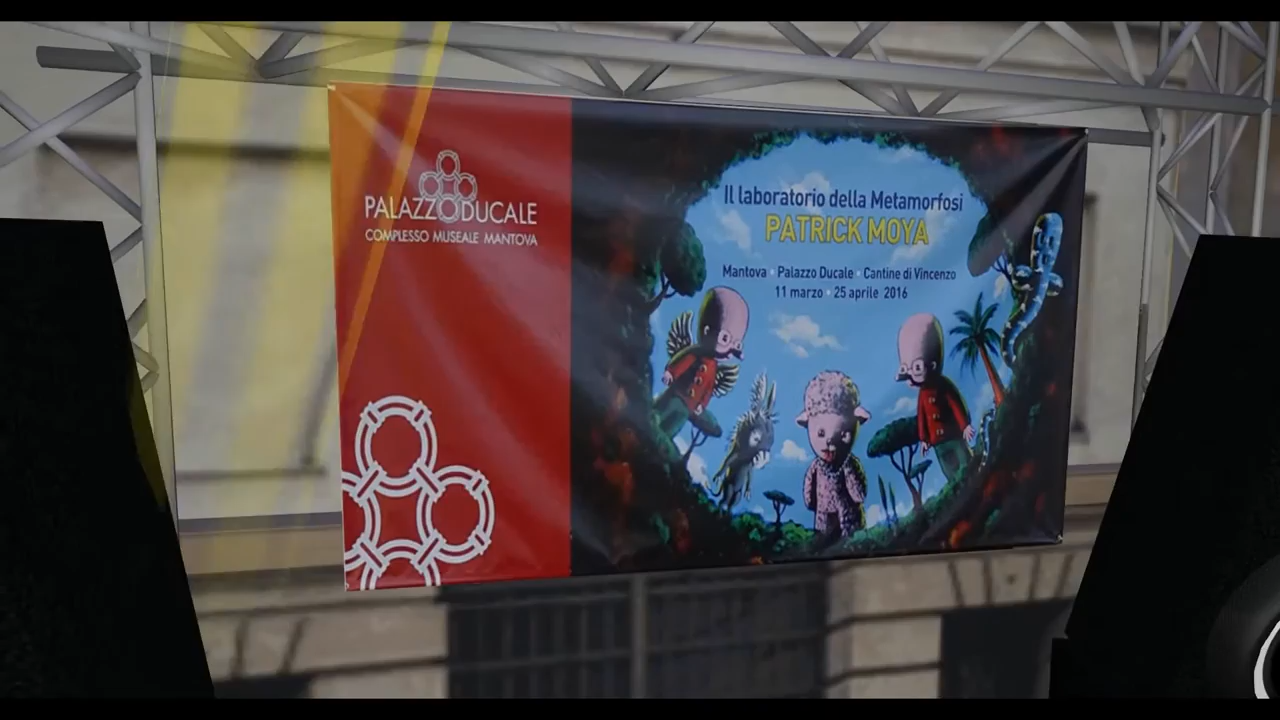 PALAZZO DUCALE
COMPLESSO MUSEALE MANTOVA
Il laboratorio della Metamorfosi
PATRICK MOYA
Mantova • Palazzo Ducale • Cantine di Vincenzo
11 marzo • 25 aprile 2016